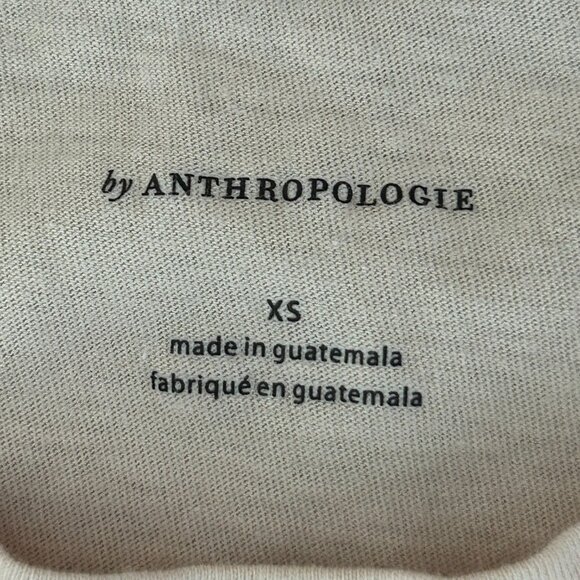 by ANTHROPOLOGIE
XS
made in guatemala
fabriqué en guatemala